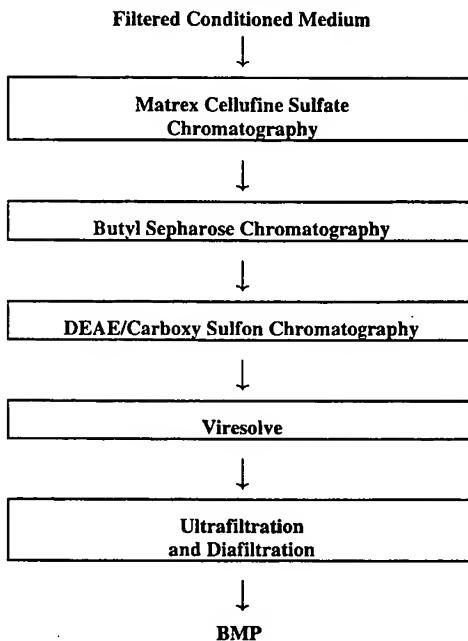 Filtered Conditioned Medium
Matrex Cellufine Sulfate
Chromatography
Butyl Sepharose Chromatography
DEAE/Carboxy Sulfon Chromatography
Viresolve
Ultrafiltration
and Diafiltration
BMP